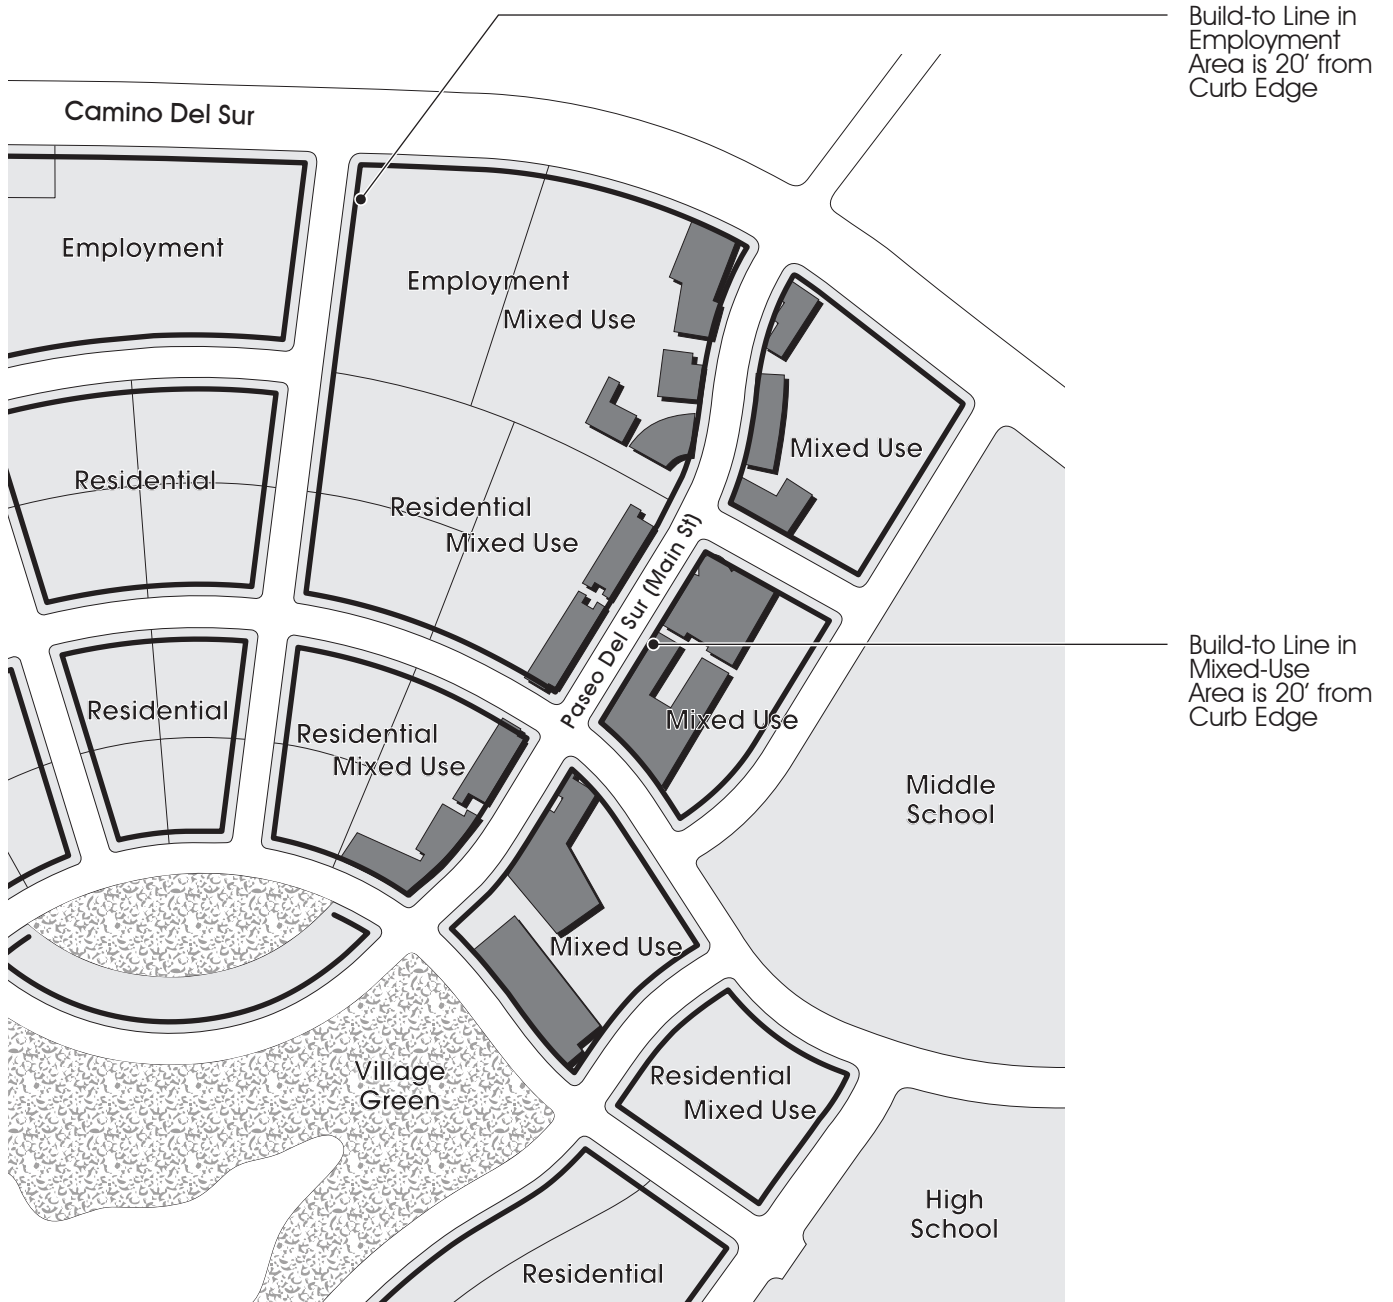 Build-to Line in
Employment
Area is 20’ from
Curb Edge
Camino Del Sur
Employment
Employment
Mixed Use
Mixed Use
Residential
Residential
Mixed Use
Paseo Del Sur (Main St)
Build-to Line in
Mixed-Use
Area is 20’ from
Curb Edge
Residential
Residential
Mixed Use
Mixed Use
Middle
School
Mixed Use
Village
Green
Residential
Mixed Use
High
School
Residential